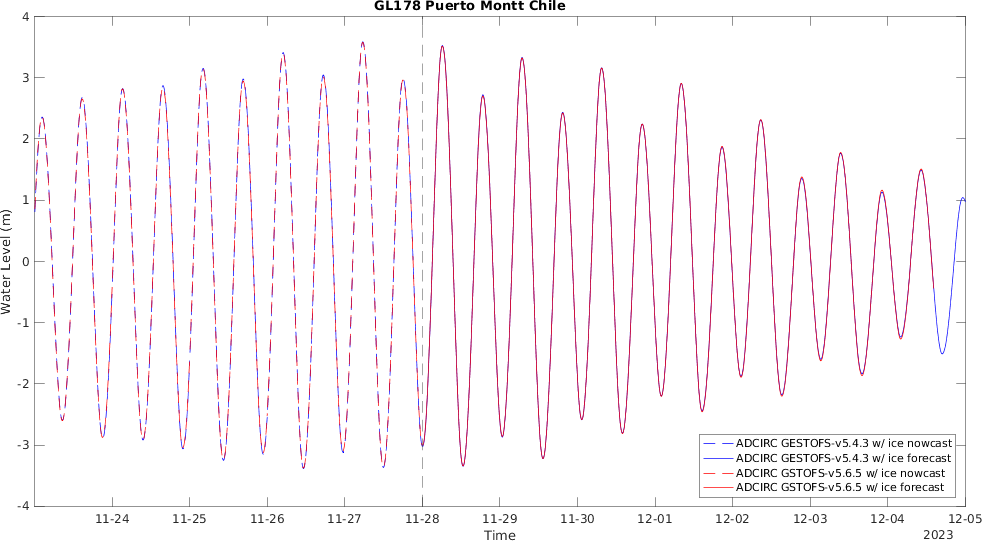 GL178 Puerto Montt Chile
4
3
2
1
0
-1
-2
-3
-4
Water Level (m)
ADCIRC GESTOFS-v5.4.3 w/ ice nowcast
ADCIRC GESTOFS-v5.4.3 w/ ice forecast
ADCIRC GSTOFS-v5.6.5 w/ ice nowcast
ADCIRC GSTOFS-v5.6.5 w/ ice forecast
11-24 11-25 11-26 11-27 11-28 11-29 11-30 12-01 12-02 12-03 12-04 12-05
Time
2023